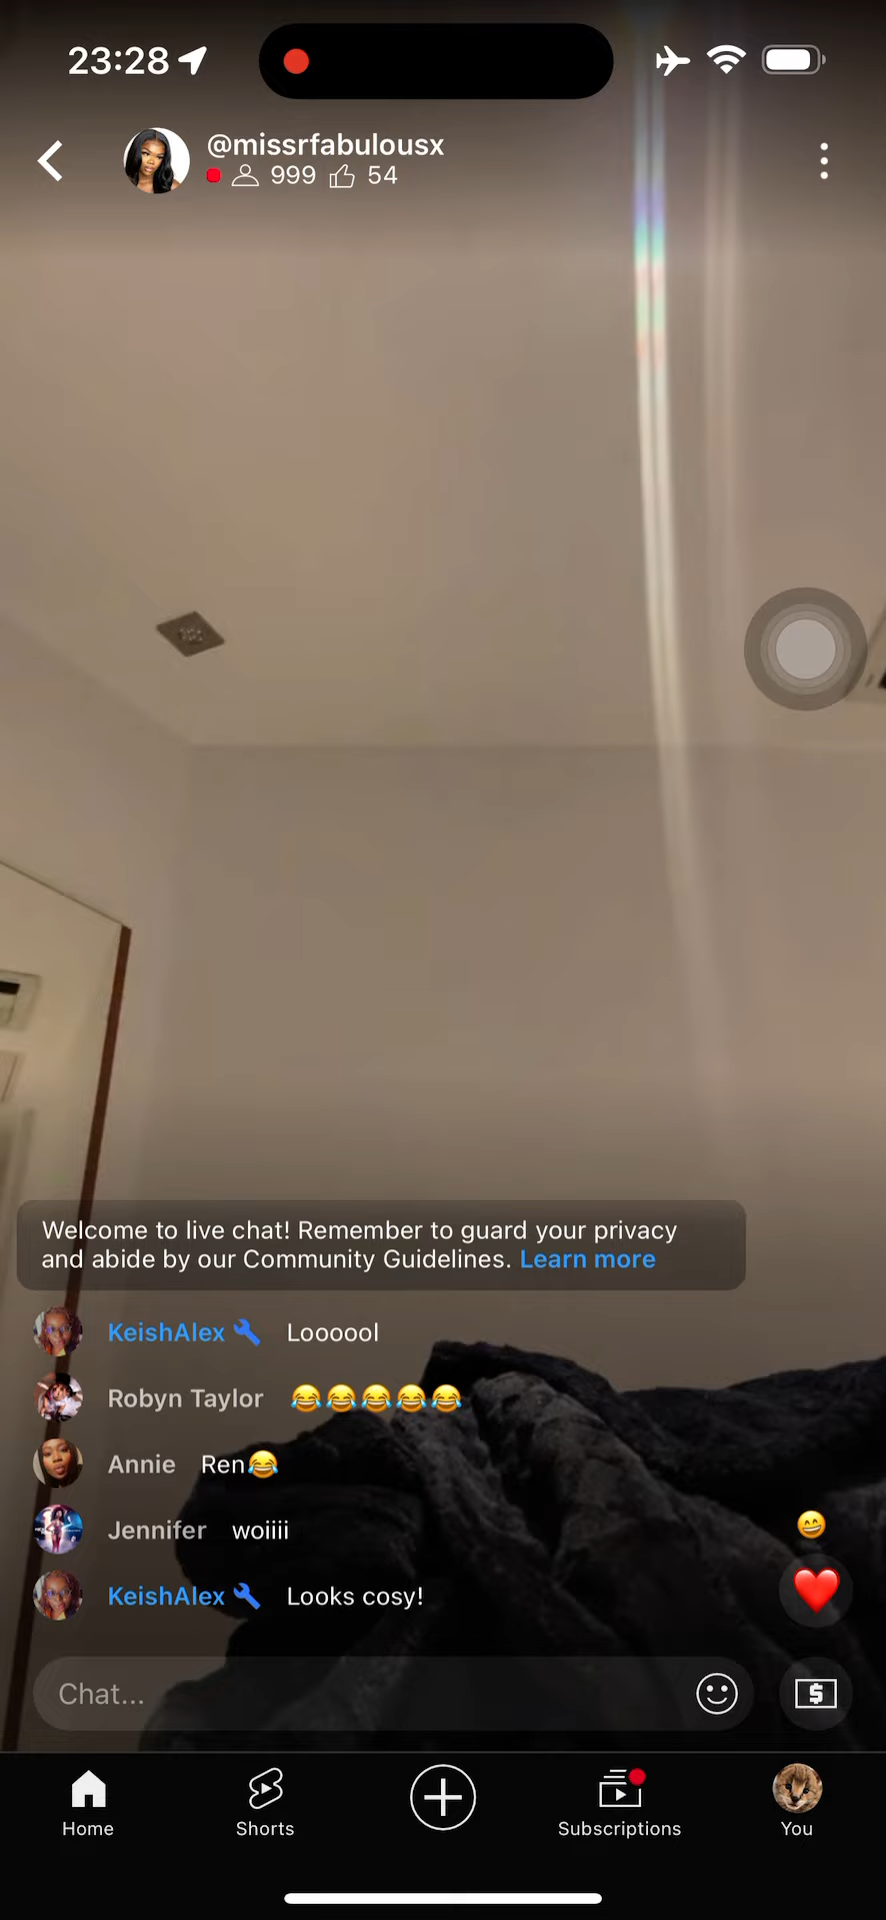 23:28
@missrfabulousx
999 54
Welcome to live chat! Remember to guard your privacy
and abide by our Community Guidelines. Learn more
KeishAlex Loooool
Robyn Taylor 😂😂😂😂😂
Annie Ren😂
Jennifer woiiii
KeishAlex Looks cosy!
Chat...
Home Shorts Subscriptions You